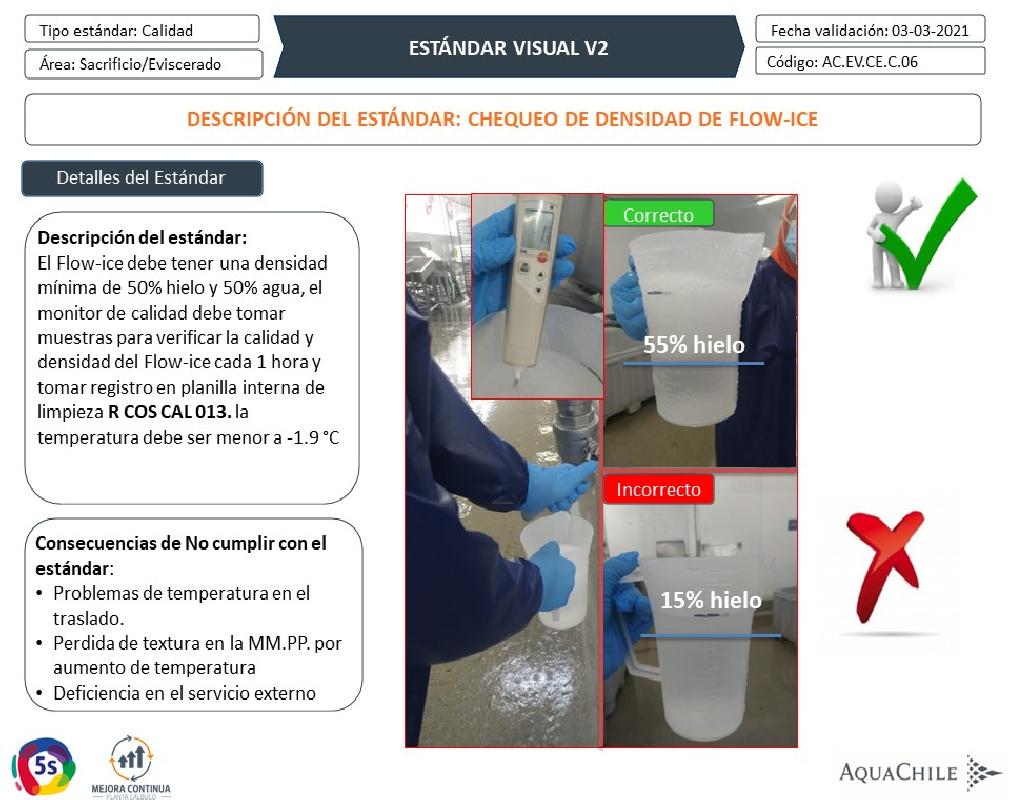 Tipo estándar: Calidad
Área: Sacrificio/Eviscerado
ESTÁNDAR VISUAL V2
Fecha validación: 03-03-2021
Código: AC.EV.CE.C.06
DESCRIPCIÓN DEL ESTÁNDAR: CHEQUEO DE DENSIDAD DE FLOW-ICE
Detalles del Estándar
Descripción del estándar:
El Flow-ice debe tener una densidad
mínima de 50% hielo y 50% agua, el
monitor de calidad debe tomar
muestras para verificar la calidad y
densidad del Flow-ice cada 1 hora y
tomar registro en planilla interna de
limpieza R COS CAL 013. la
temperatura debe ser menor a -1.9 °C
Consecuencias de No cumplir con el
estándar:
• Problemas de temperatura en el
traslado.
• Perdida de textura en la MM.PP. por
aumento de temperatura
• Deficiencia en el servicio externo
Correcto
55% hielo
Incorrecto
15% hielo
5s
MEJORA CONTINUA
PLANTA CALBUCO
AQUACHILE